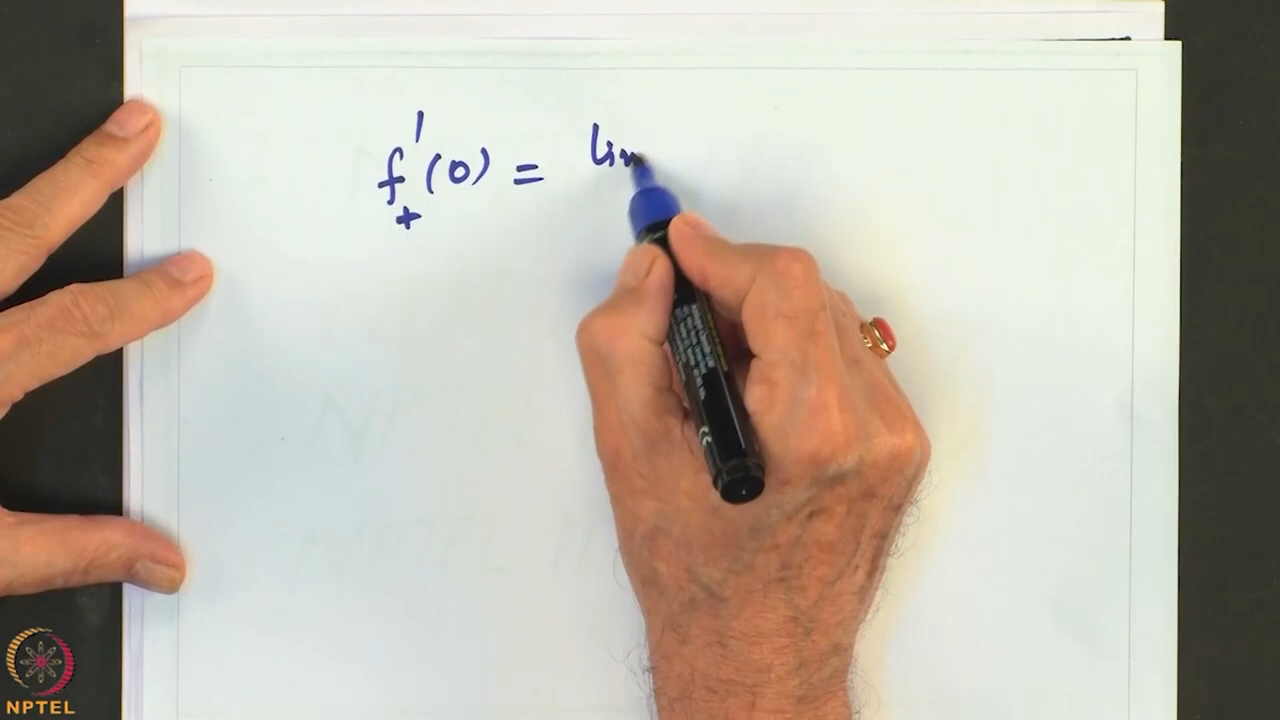 f'₊(0) = lim
NPTEL